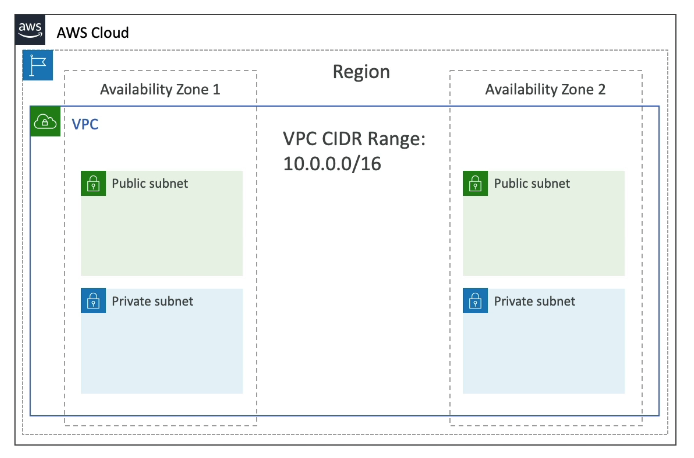 aws
AWS Cloud
Region
Availability Zone 1
Availability Zone 2
VPC
VPC CIDR Range:
10.0.0.0/16
Public subnet
Public subnet
Private subnet
Private subnet